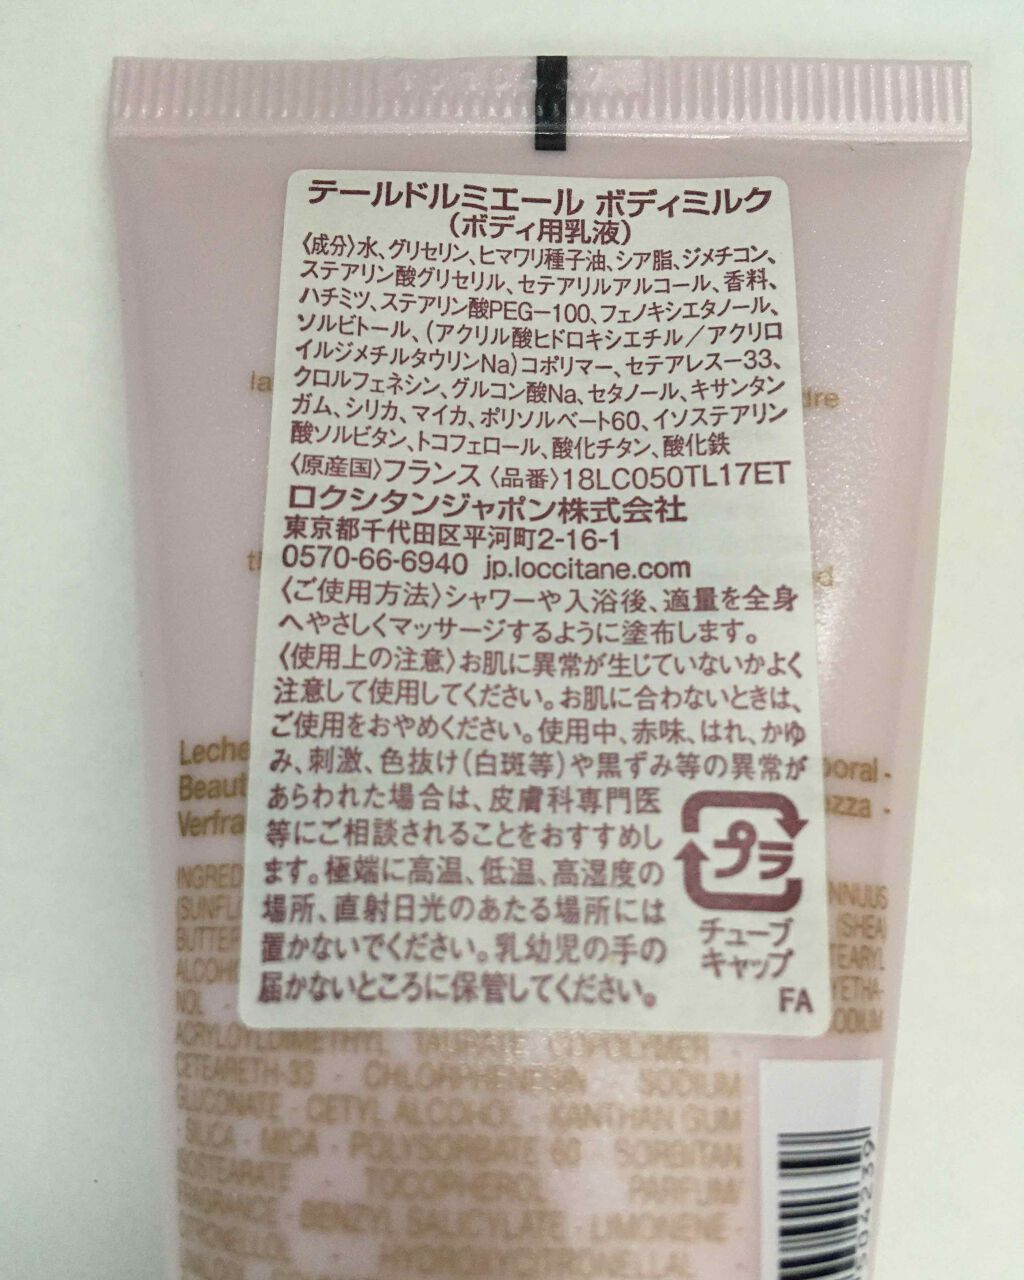 テールドルミエール ボディミルク
（ボディ用乳液）
〈成分〉水、グリセリン、ヒマワリ種子油、シア脂、ジメチコン、
ステアリン酸グリセリル、セテアリルアルコール、香料、
ハチミツ、ステアリン酸PEG－100、フェノキシエタノール、
ソルビトール、（アクリル酸ヒドロキシエチル／アクリロ
イルジメチルタウリンNa）コポリマー、セテアレス－33、
クロルフェネシン、グルコン酸Na、セタノール、キサンタン
ガム、シリカ、マイカ、ポリソルベート60、イソステアリン
酸ソルビタン、トコフェロール、酸化チタン、酸化鉄
〈原産国〉フランス〈品番〉18LC050TL17ET
ロクシタンジャポン株式会社
東京都千代田区平河町2-16-1
0570-66-6940 jp.loccitane.com
〈ご使用方法〉シャワーや入浴後、適量を全身
へやさしくマッサージするように塗布します。
〈使用上の注意〉お肌に異常が生じていないかよく
注意して使用してください。お肌に合わないときは、
ご使用をおやめください。使用中、赤味、はれ、かゆ
み、刺激、色抜け（白斑等）や黒ずみ等の異常が
あらわれた場合は、皮膚科専門医
等にご相談されることをおすすめし
ます。極端に高温、低温、高湿度の
場所、直射日光のあたる場所には
置かないでください。乳幼児の手の
届かないところに保管してください。
プラ
チューブ
キャップ
FA
Leche
Beaut
Verfra
poral -
azza -
INGRED
NNUUS
(SUNFL
(SHEA
BUTTER
TEARYL
ALCOH
YETHA-
NOL -
SODIUM
ACRYLOYLDIMETHYL TAURATE COPOLYMER -
CETEARETH-33 - CHLORPHENESIN - SODIUM
GLUCONATE - CETYL ALCOHOL - XANTHAN GUM
- SILICA - MICA - POLYSORBATE 60 - SORBITAN
ISOSTEARATE - TOCOPHEROL - PARFUM/
FRAGRANCE - BENZYL SALICYLATE - LIMONENE -
CITRONELLOL - HYDROXYCITRONELLAL -
504239